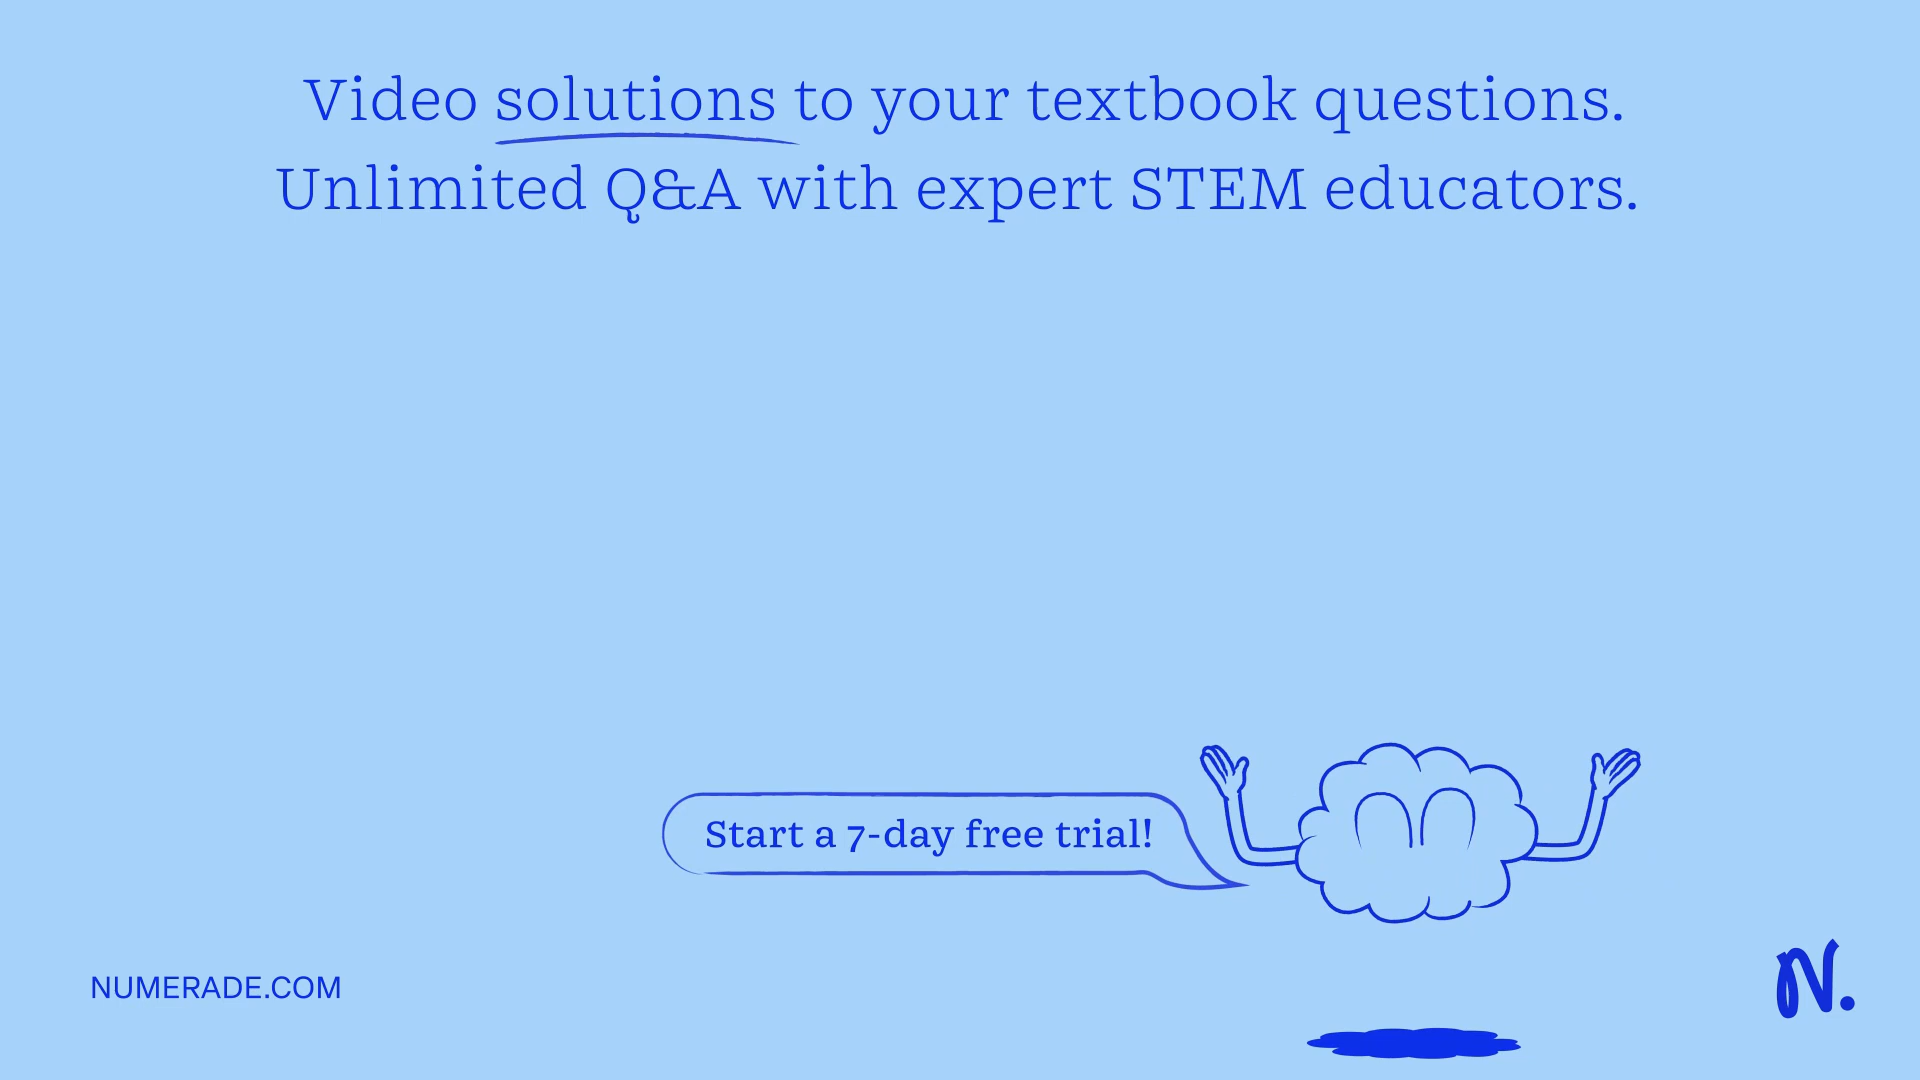 Video solutions to your textbook questions.
Unlimited Q&A with expert STEM educators.
Start a 7-day free trial!
NUMERADE.COM
N.